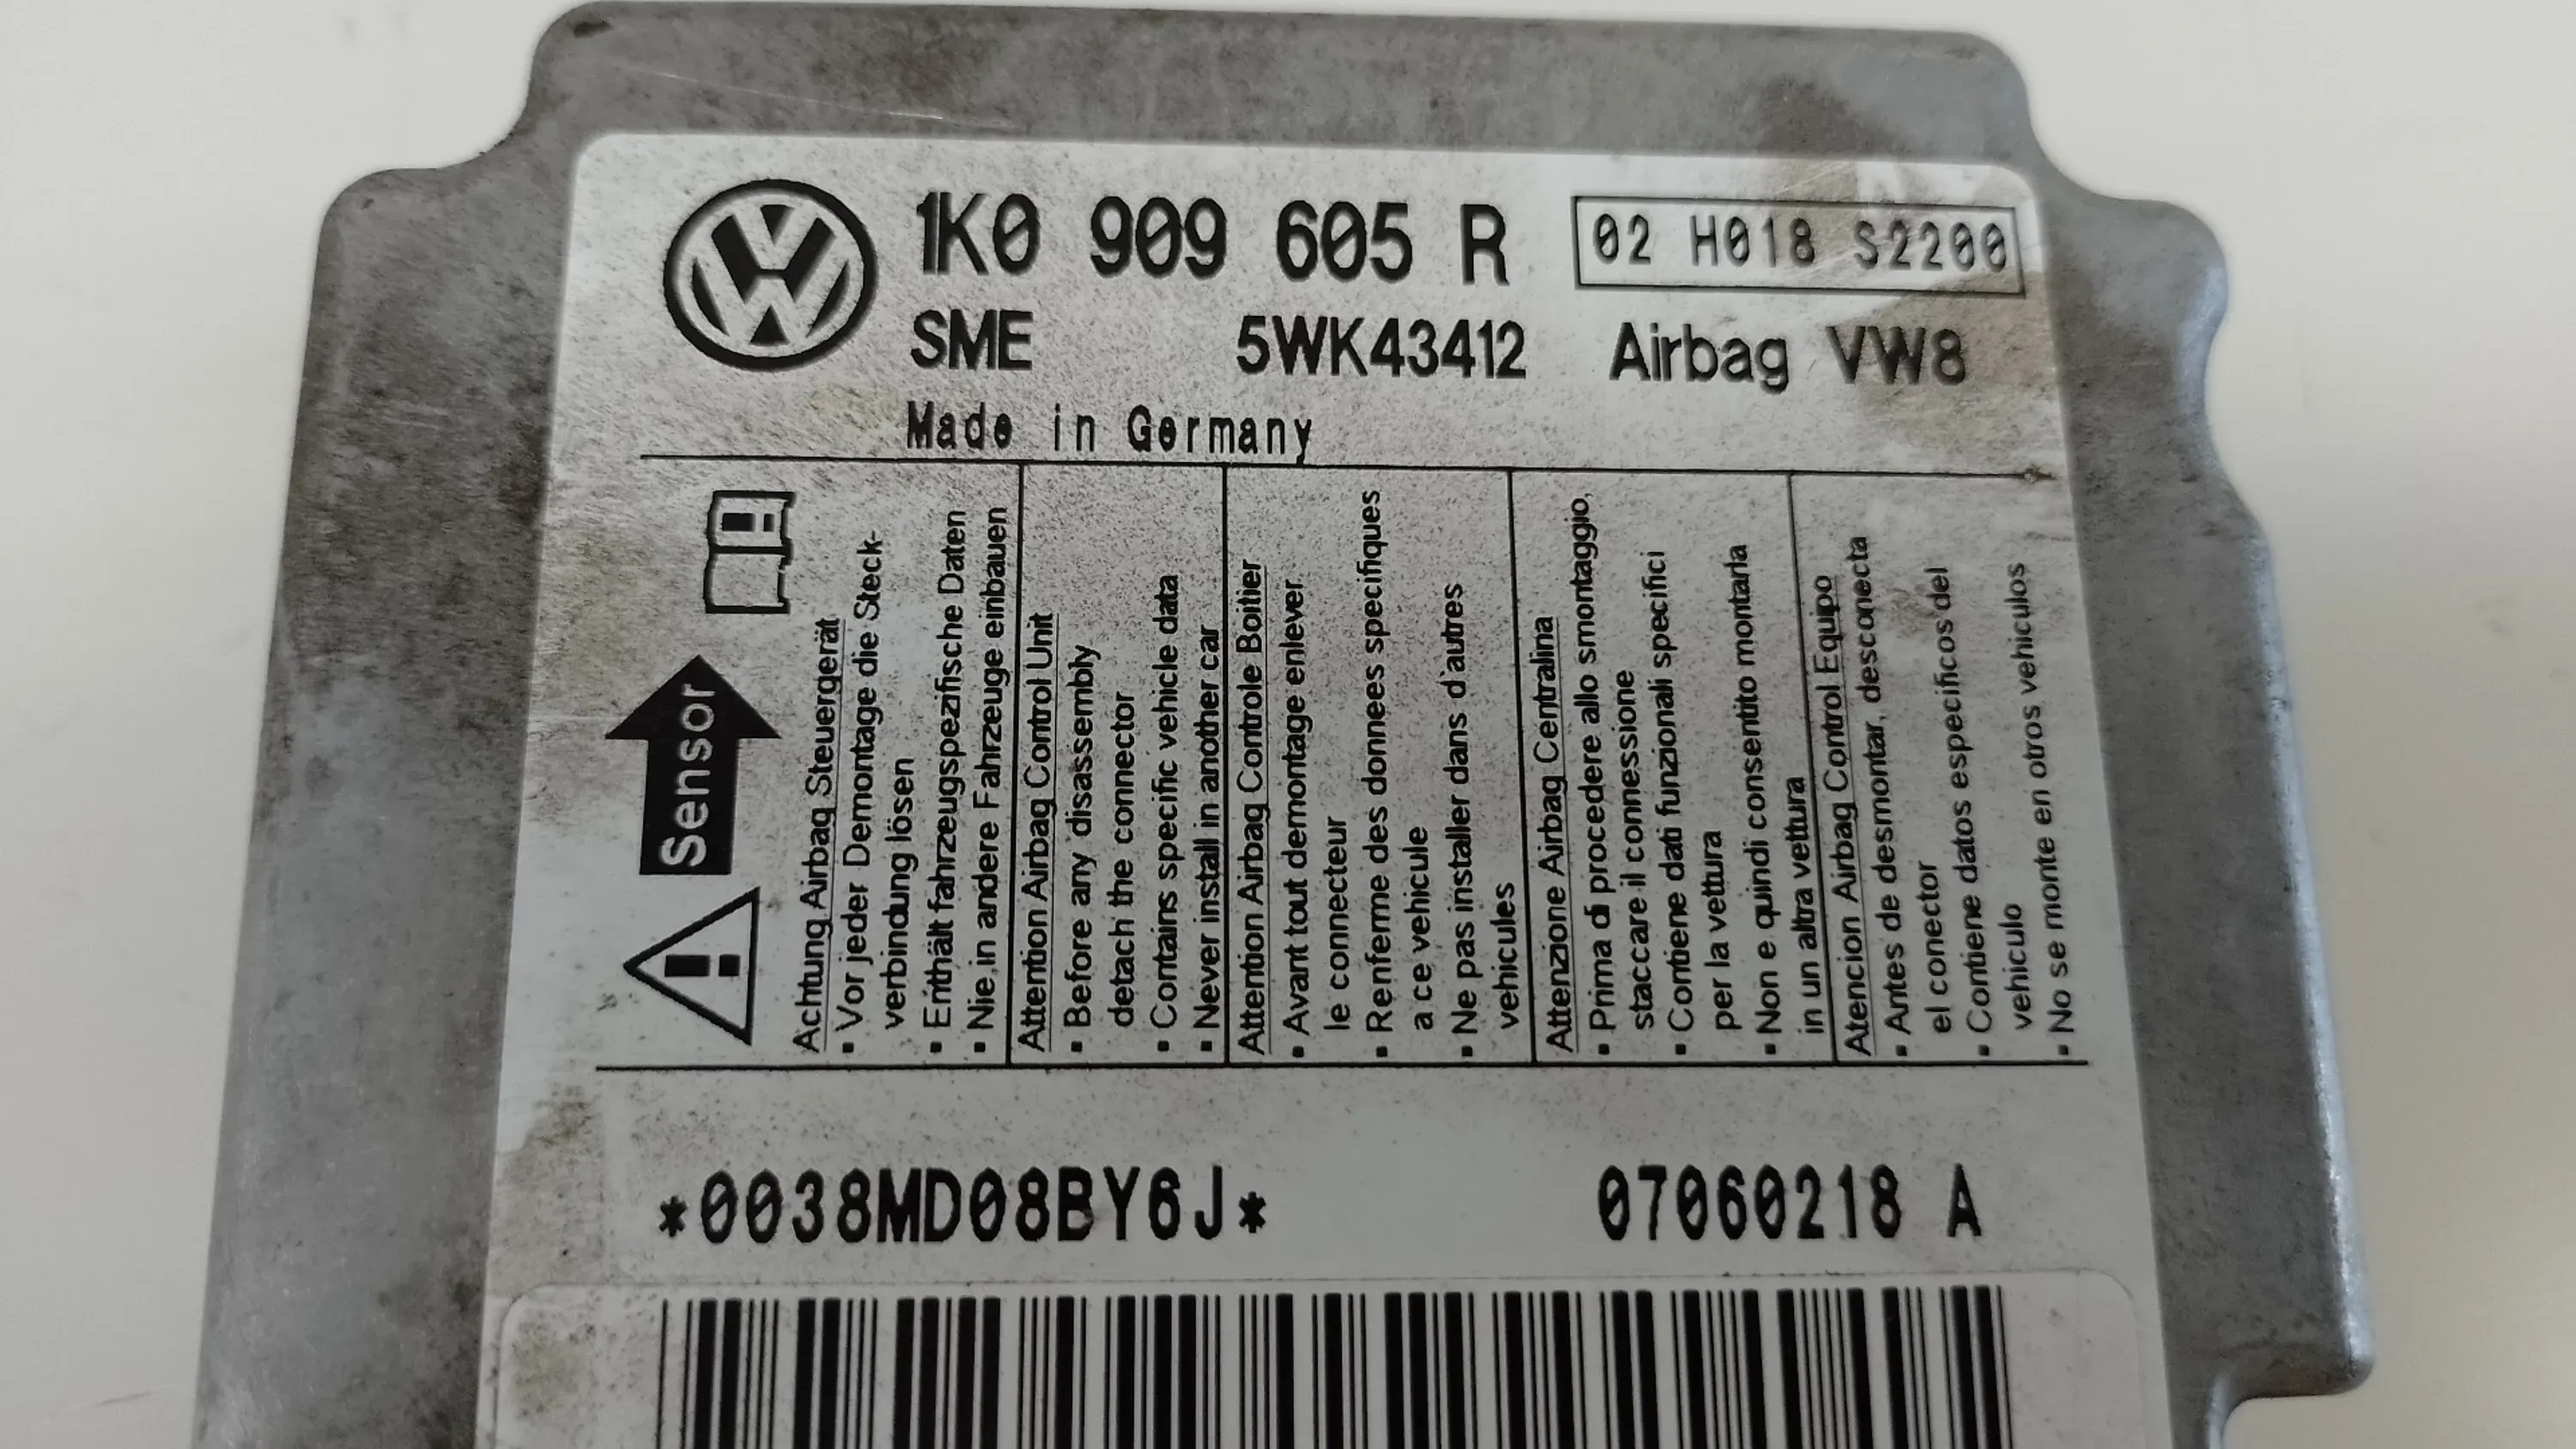 1K0 909 605 R 02 H018 S2200
SME 5WK43412 Airbag VW8
Made in Germany
Sensor
Achtung Airbag Steuergerät
▪ Vor jeder Demontage die Steck-
verbindung lösen
▪ Enthält fahrzeugspezifische Daten
▪ Nie in andere Fahrzeuge einbauen
Attention Airbag Control Unit
▪ Before any disassembly
detach the connector
▪ Contains specific vehicle data
▪ Never install in another car
Attention Airbag Controle Boitier
▪ Avant tout demontage enlever
le connecteur
▪ Renferme des donnees specifiques
a ce vehicule
▪ Ne pas installer dans d'autres
vehicules
Attenzione Airbag Centralina
▪ Prima di procedere allo smontaggio,
staccare il connessione
▪ Contiene dati funzionali specifici
per la vettura
▪ Non e quindi consentito montarla
in un altra vettura
Atencion Airbag Control Equipo
▪ Antes de desmontar, desconecta
el conector
▪ Contiene datos especificos del
vehiculo
▪ No se monte en otros vehiculos
*0038MD08BY6J* 07060218 A